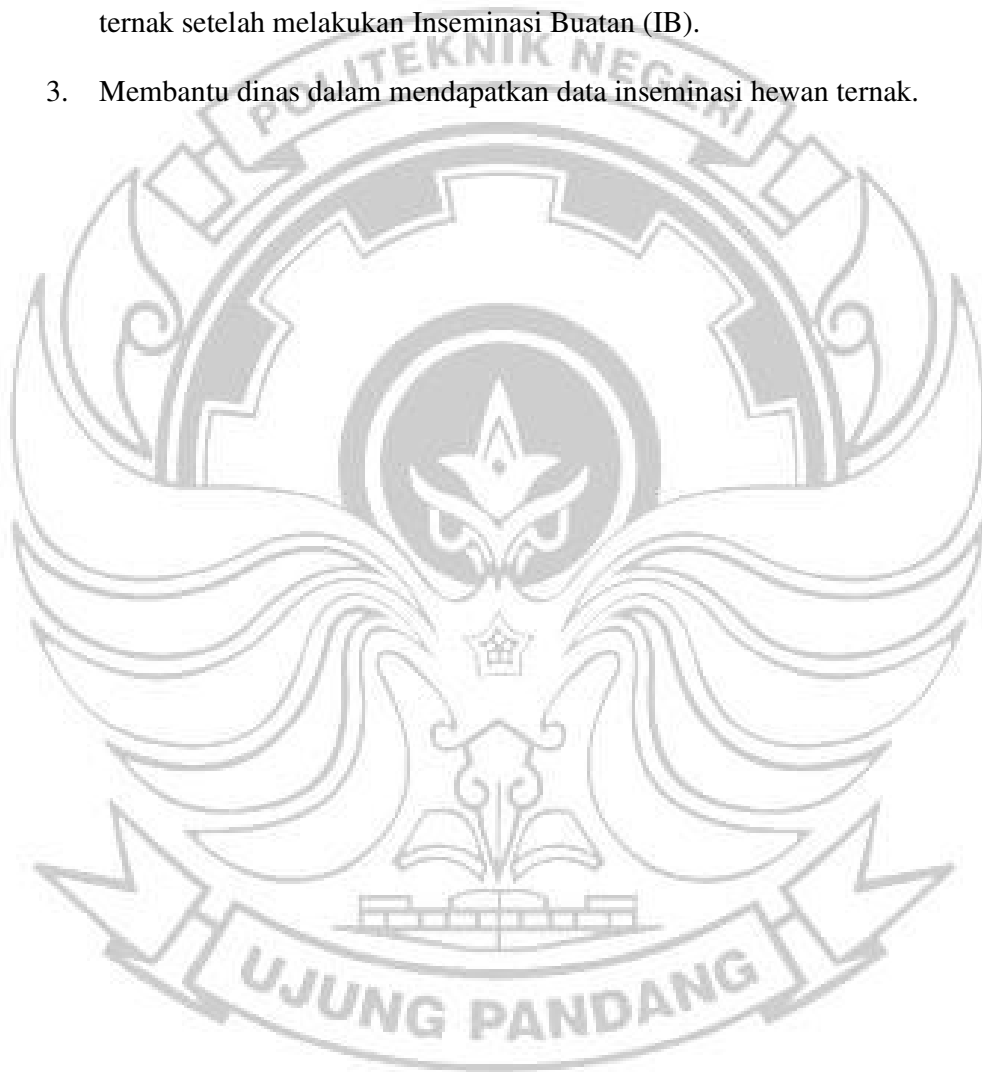 ternak setelah melakukan Inseminasi Buatan (IB).
3. Membantu dinas dalam mendapatkan data inseminasi hewan ternak.
POLITEKNIK NEGERI
UJUNG PANDANG